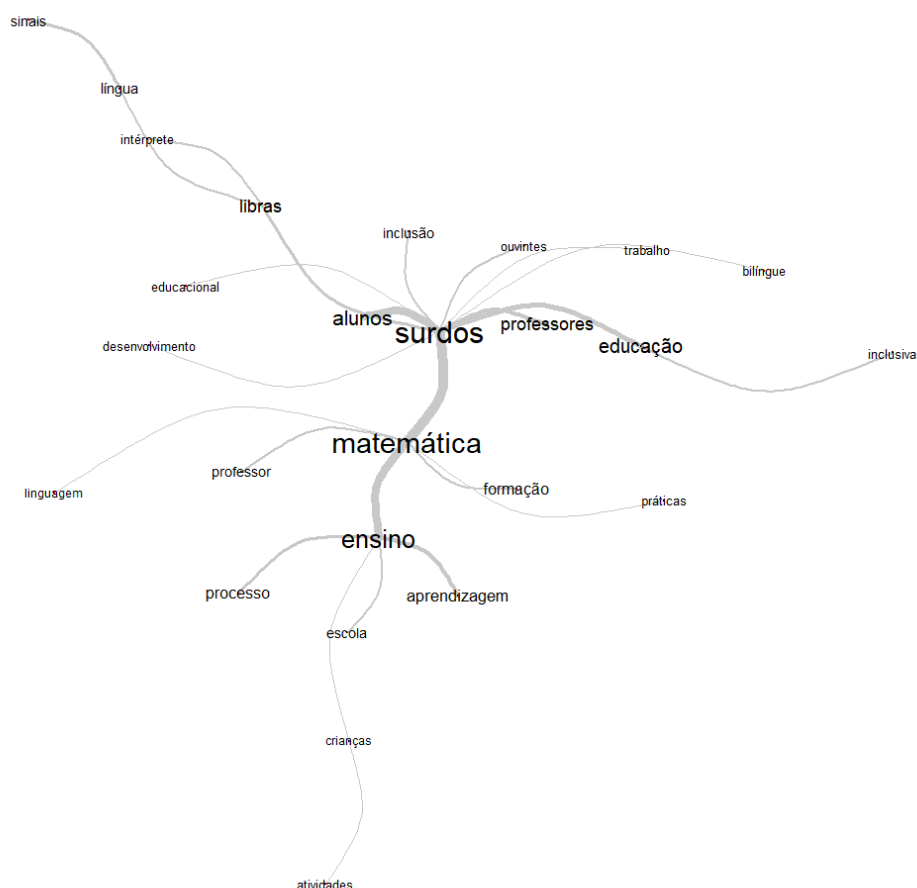 sinais
língua
intérprete
libras
inclusão
ouvintes
trabalho
bilíngue
educacional
alunos
surdos
professores
educação
desenvolvimento
inclusiva
matemática
professor
formação
linguagem
práticas
ensino
processo
aprendizagem
escola
crianças
atividades